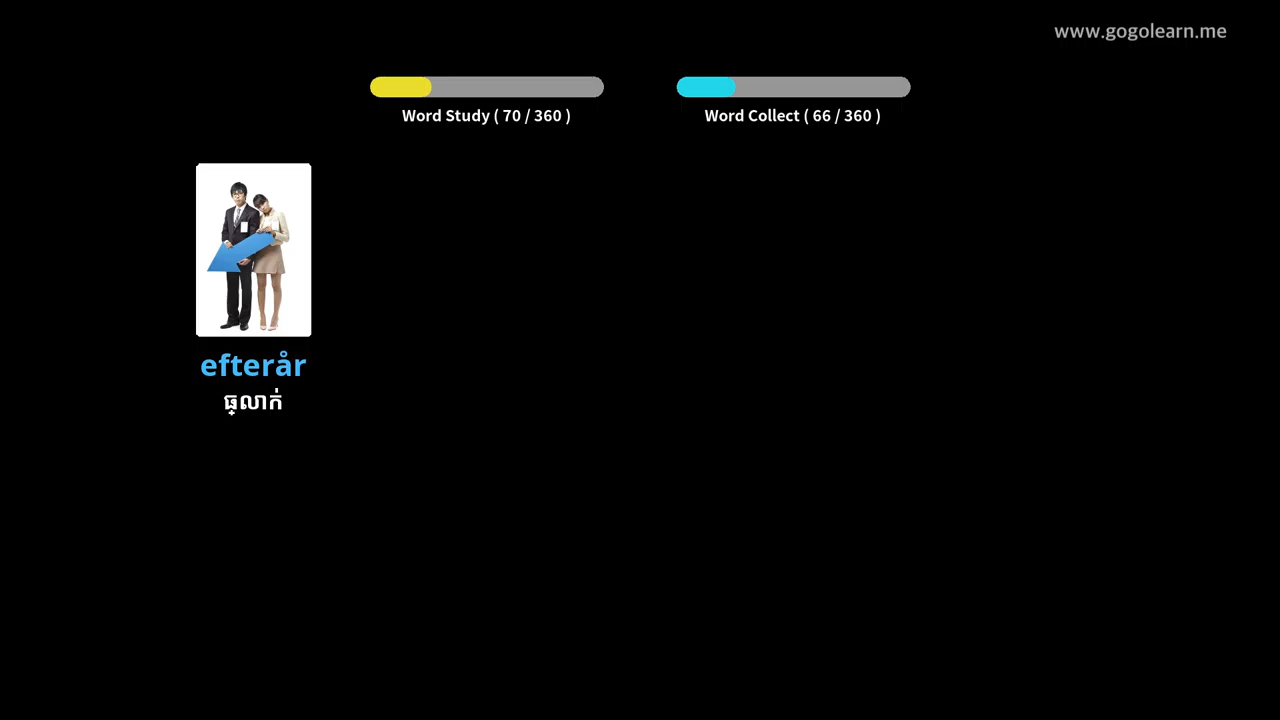 www.gogolearn.me
Word Study ( 70 / 360 )
Word Collect ( 66 / 360 )
efterår
ធ្លាក់